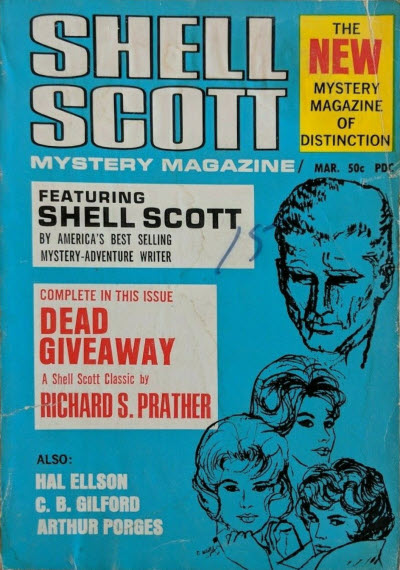 SHELL
SCOTT
MYSTERY MAGAZINE/ MAR. 50c PDC
THE
NEW
MYSTERY
MAGAZINE
OF
DISTINCTION
FEATURING
SHELL SCOTT
BY AMERICA'S BEST SELLING
MYSTERY-ADVENTURE WRITER
15
COMPLETE IN THIS ISSUE
DEAD
GIVEAWAY
A Shell Scott Classic by
RICHARD S. PRATHER
ALSO:
HAL ELLSON
C. B. GILFORD
ARTHUR PORGES